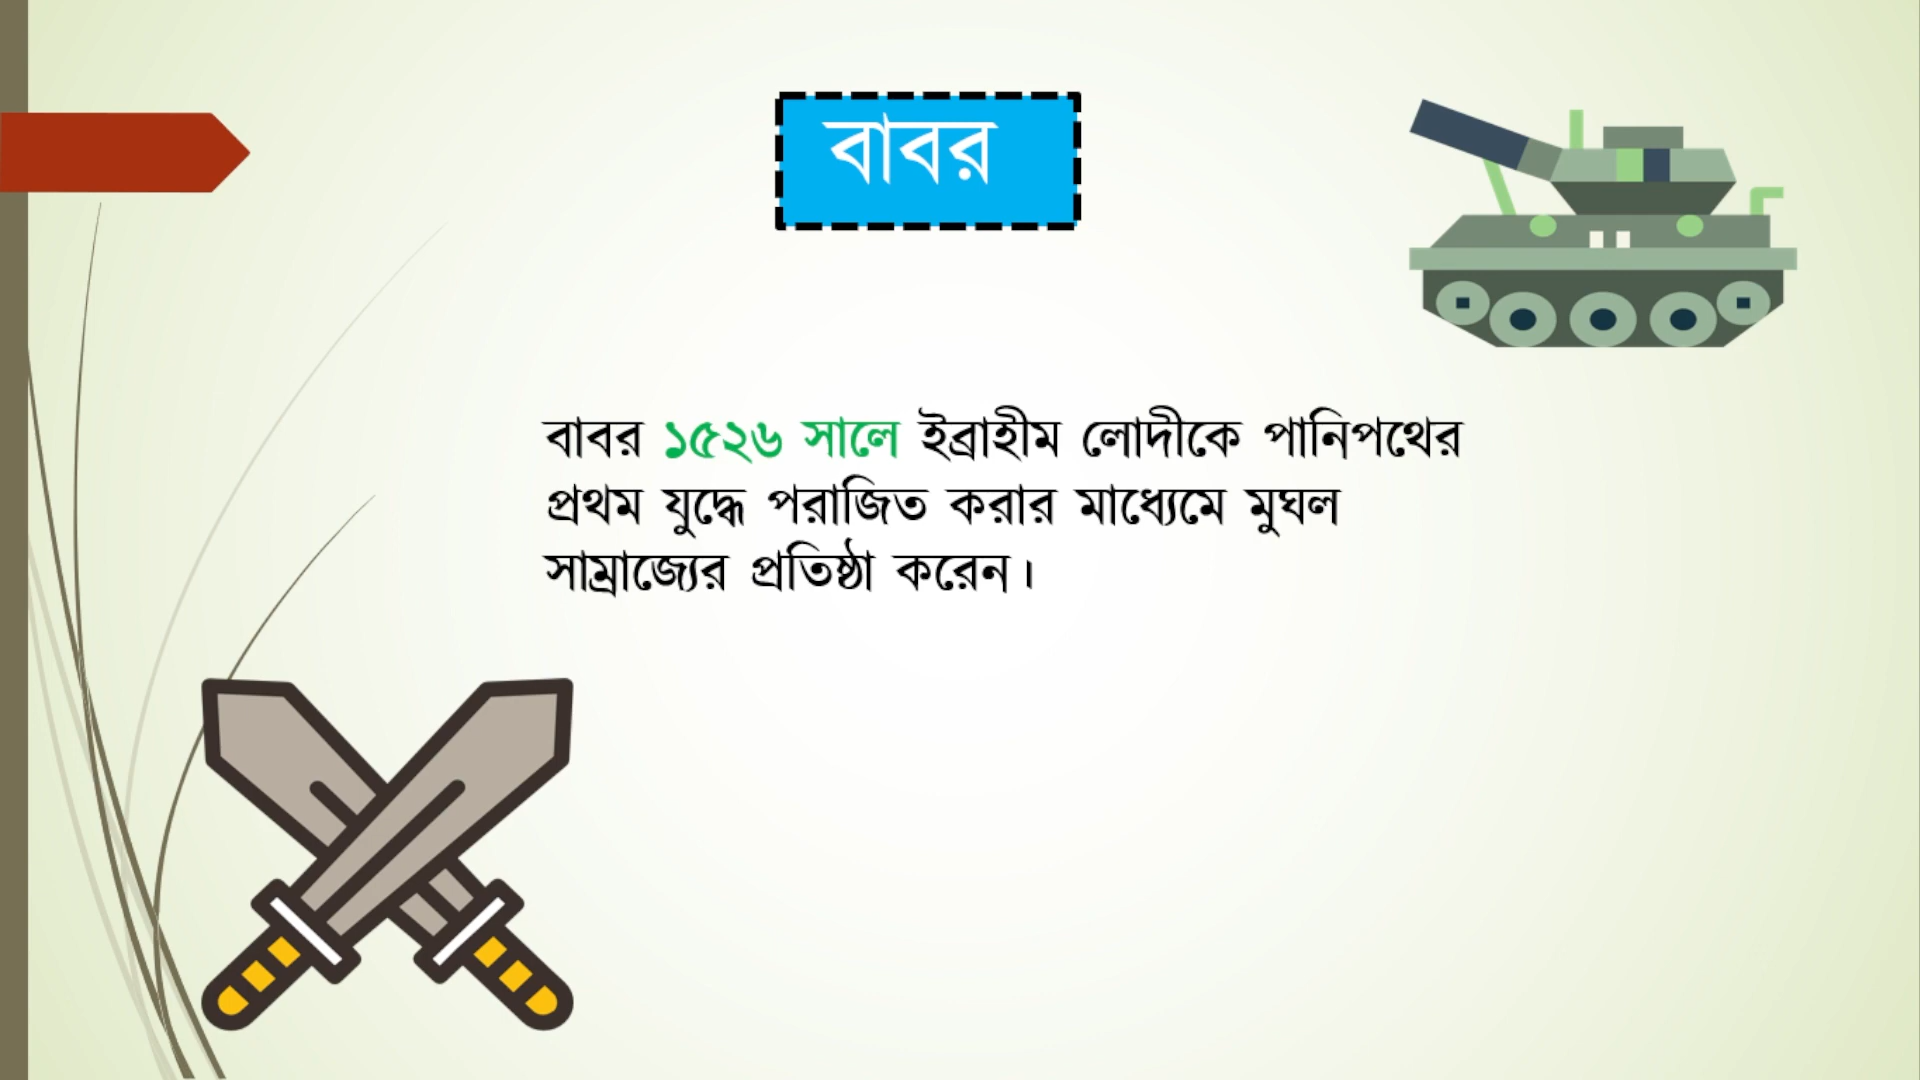 বাবর
বাবর ১৫২৬ সালে ইব্রাহীম লোদীকে পানিপথের
প্রথম যুদ্ধে পরাজিত করার মাধ্যেমে মুঘল
সাম্রাজ্যের প্রতিষ্ঠা করেন।